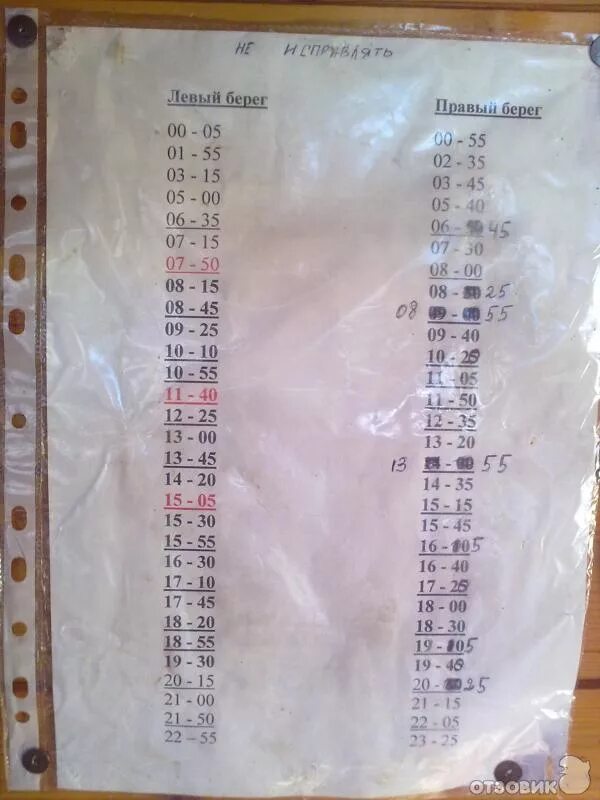 НЕ ИСПРАВЛЯТЬ
Левый берег
00 - 05
01 - 55
03 - 15
05 - 00
06 - 35
07 - 15
07 - 50
08 - 15
08 - 45
09 - 25
10 - 10
10 - 55
11 - 40
12 - 25
13 - 00
13 - 45
14 - 20
15 - 05
15 - 30
15 - 55
16 - 30
17 - 10
17 - 45
18 - 20
18 - 55
19 - 30
20 - 15
21 - 00
21 - 50
22 - 55
Правый берег
00 - 55
02 - 35
03 - 45
05 - 40
06 - 45
07 - 30
08 - 00
08 - 25
08 - 55
09 - 40
10 - 25
11 - 05
11 - 50
12 - 35
13 - 20
13 - 55
14 - 35
15 - 15
15 - 45
16 - 05
16 - 40
17 - 25
18 - 00
18 - 30
19 - 05
19 - 45
20 - 25
21 - 15
22 - 05
23 - 25
ОТЗОВИК